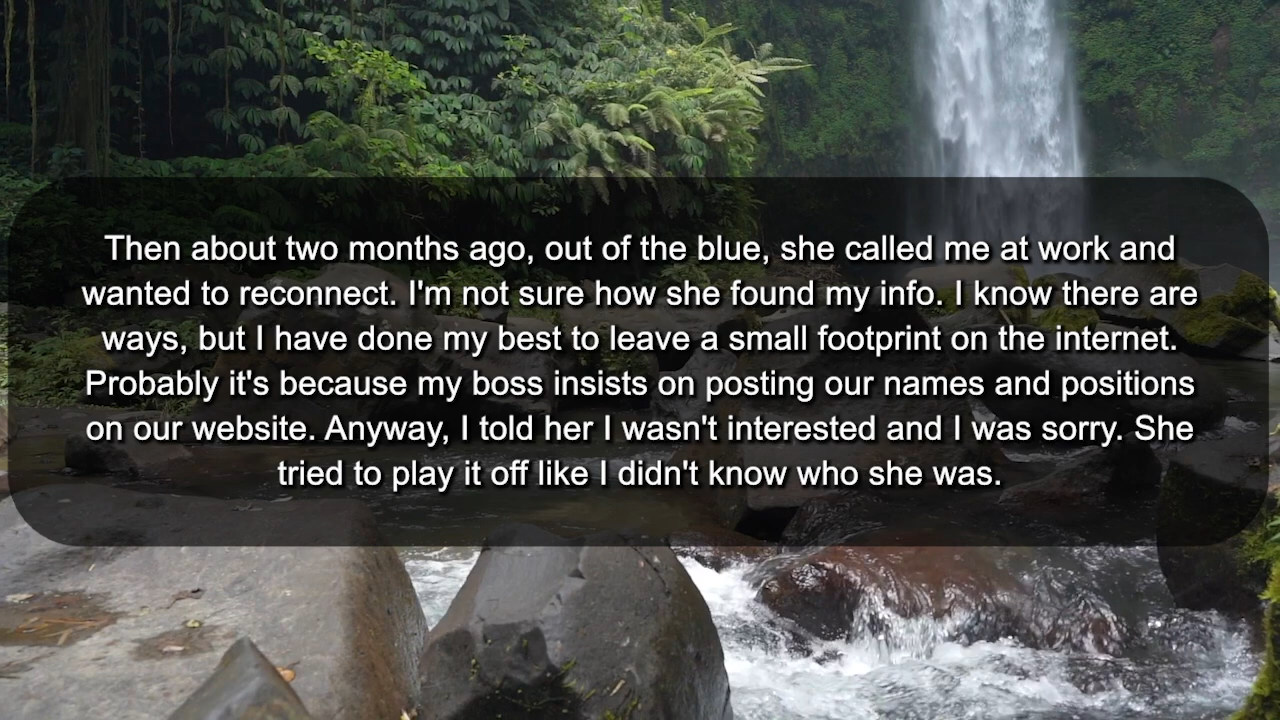 Then about two months ago, out of the blue, she called me at work and
wanted to reconnect. I'm not sure how she found my info. I know there are
ways, but I have done my best to leave a small footprint on the internet.
Probably it's because my boss insists on posting our names and positions
on our website. Anyway, I told her I wasn't interested and I was sorry. She
tried to play it off like I didn't know who she was.